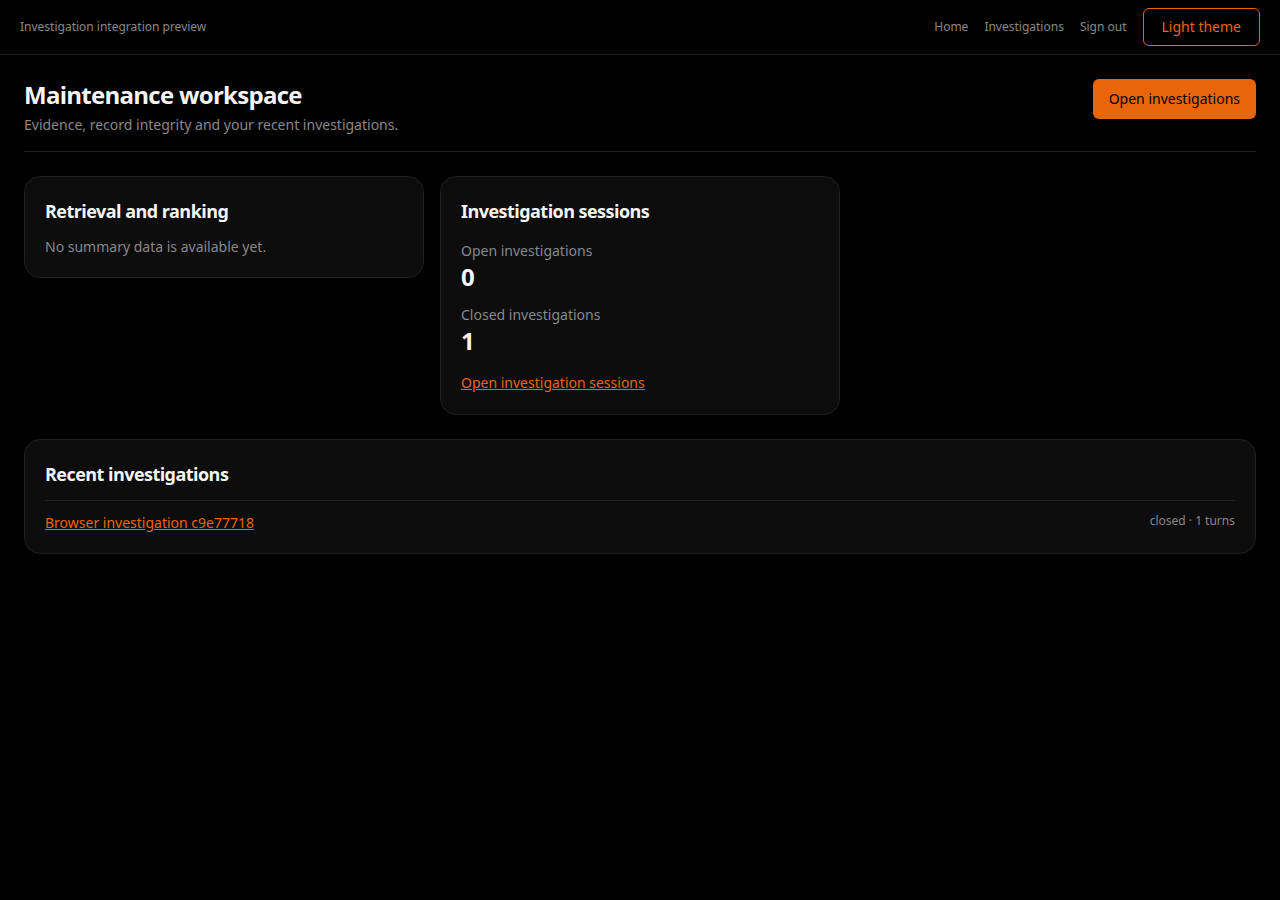 Investigation integration preview
Home
Investigations
Sign out
Light theme
Maintenance workspace
Evidence, record integrity and your recent investigations.
Open investigations
Retrieval and ranking
No summary data is available yet.
Investigation sessions
Open investigations
0
Closed investigations
1
Open investigation sessions
Recent investigations
Browser investigation c9e77718
closed · 1 turns